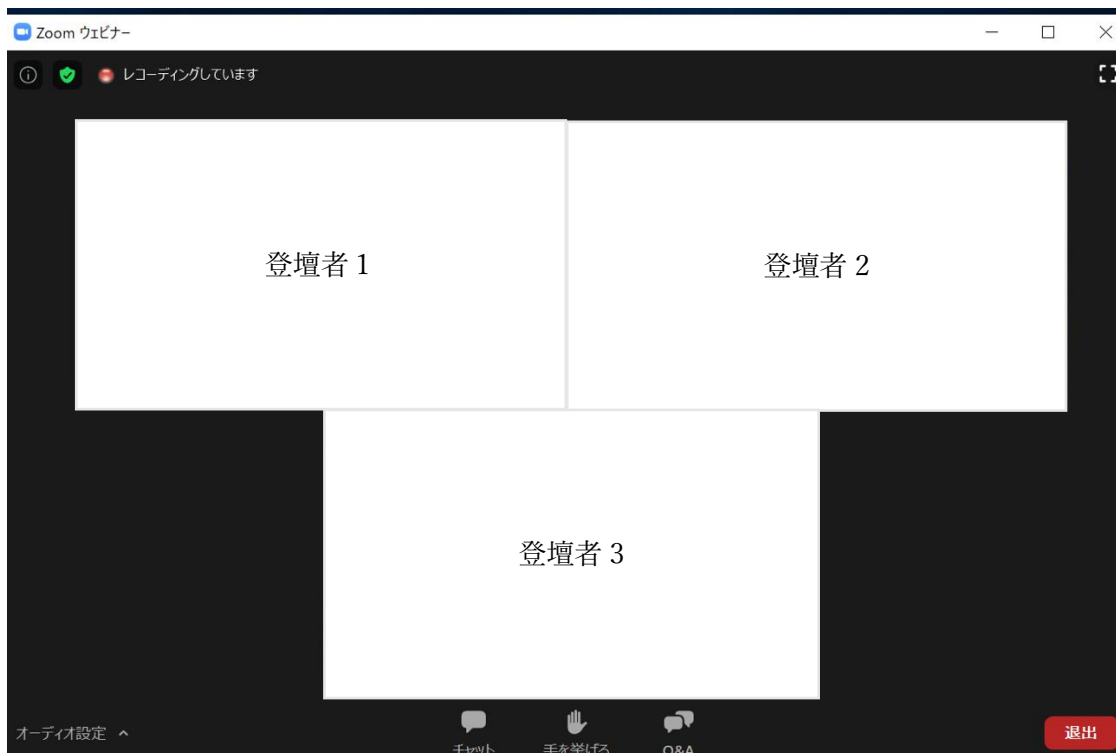 Zoom ウェビナー
レコーディングしています
登壇者 1
登壇者 2
登壇者 3
オーディオ設定
チャット
手を挙げる
Q&A
退出